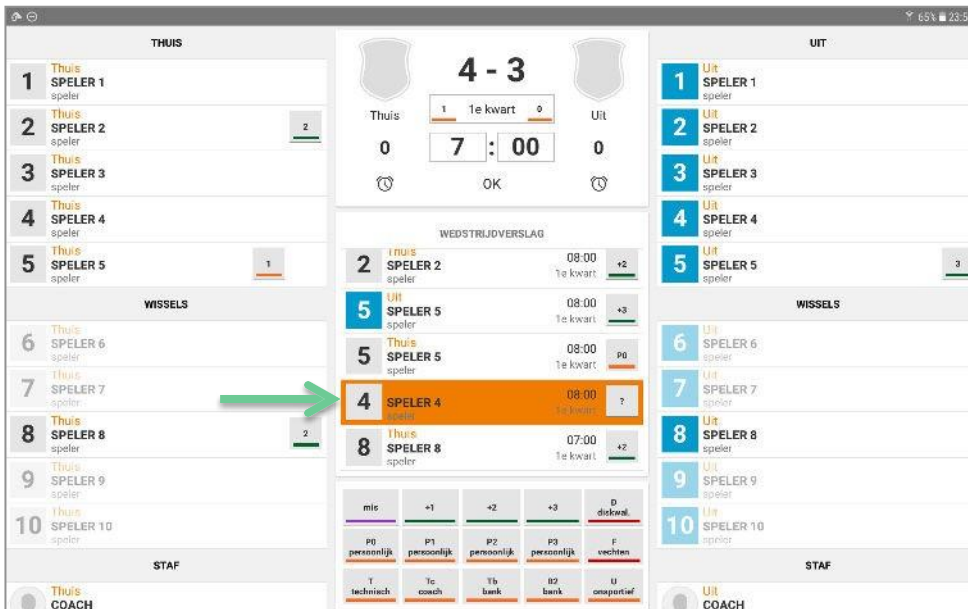 65% 23:5
THUIS
1 Thuis
SPELER 1
speler
2 Thuis
SPELER 2
speler
2
3 Thuis
SPELER 3
speler
4 Thuis
SPELER 4
speler
5 Thuis
SPELER 5
speler
1
WISSELS
6 Thuis
SPELER 6
speler
7 Thuis
SPELER 7
speler
8 Thuis
SPELER 8
speler
2
9 Thuis
SPELER 9
speler
10 Thuis
SPELER 10
speler
STAF
Thuis
COACH
4 - 3
Thuis
1 1e kwart 0
Uit
0
7 : 00
0
OK
WEDSTRIJDVERSLAG
2 Thuis
SPELER 2
speler
08:00
1e kwart
+2
5 Uit
SPELER 5
speler
08:00
1e kwart
+3
5 Thuis
SPELER 5
speler
08:00
1e kwart
P0
4
SPELER 4
speler
08:00
1e kwart
?
8 Thuis
SPELER 8
speler
07:00
1e kwart
+2
mis +1 +2 +3 D
diskwal.
P0 P1 P2 P3 F
persoonlijk persoonlijk persoonlijk persoonlijk vechten
T Tc Tb B2 U
technisch coach bank bank onsportief
UIT
1 Uit
SPELER 1
speler
2 Uit
SPELER 2
speler
3 Uit
SPELER 3
speler
4 Uit
SPELER 4
speler
5 Uit
SPELER 5
speler
3
WISSELS
6 Uit
SPELER 6
speler
7 Uit
SPELER 7
speler
8 Uit
SPELER 8
speler
9 Uit
SPELER 9
speler
10 Uit
SPELER 10
speler
STAF
Uit
COACH